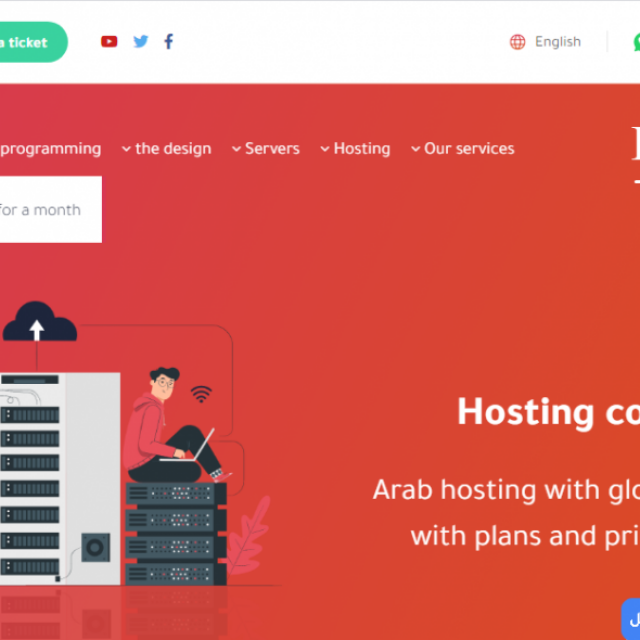 a ticket
English
programming
the design
Servers
Hosting
Our services
for a month
Hosting co
Arab hosting with glo
with plans and pri